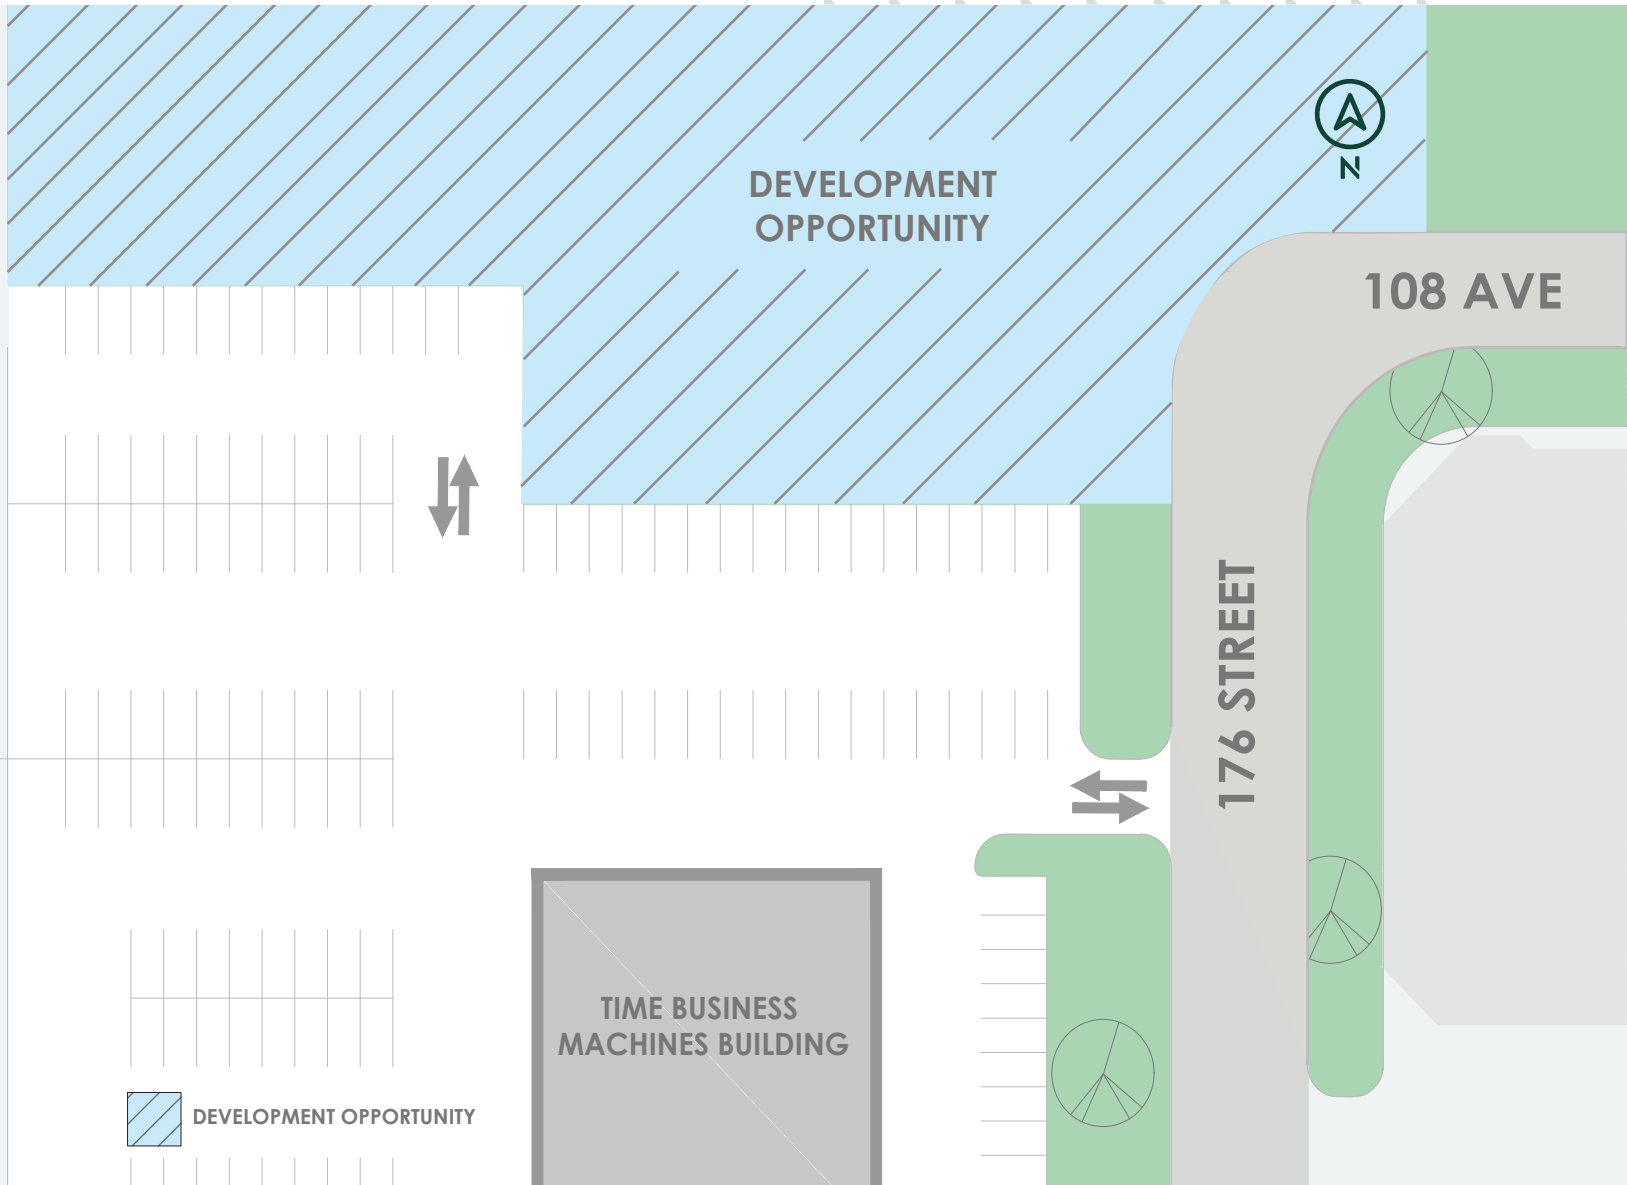 DEVELOPMENT
OPPORTUNITY
N
108 AVE
176 STREET
TIME BUSINESS
MACHINES BUILDING
DEVELOPMENT OPPORTUNITY